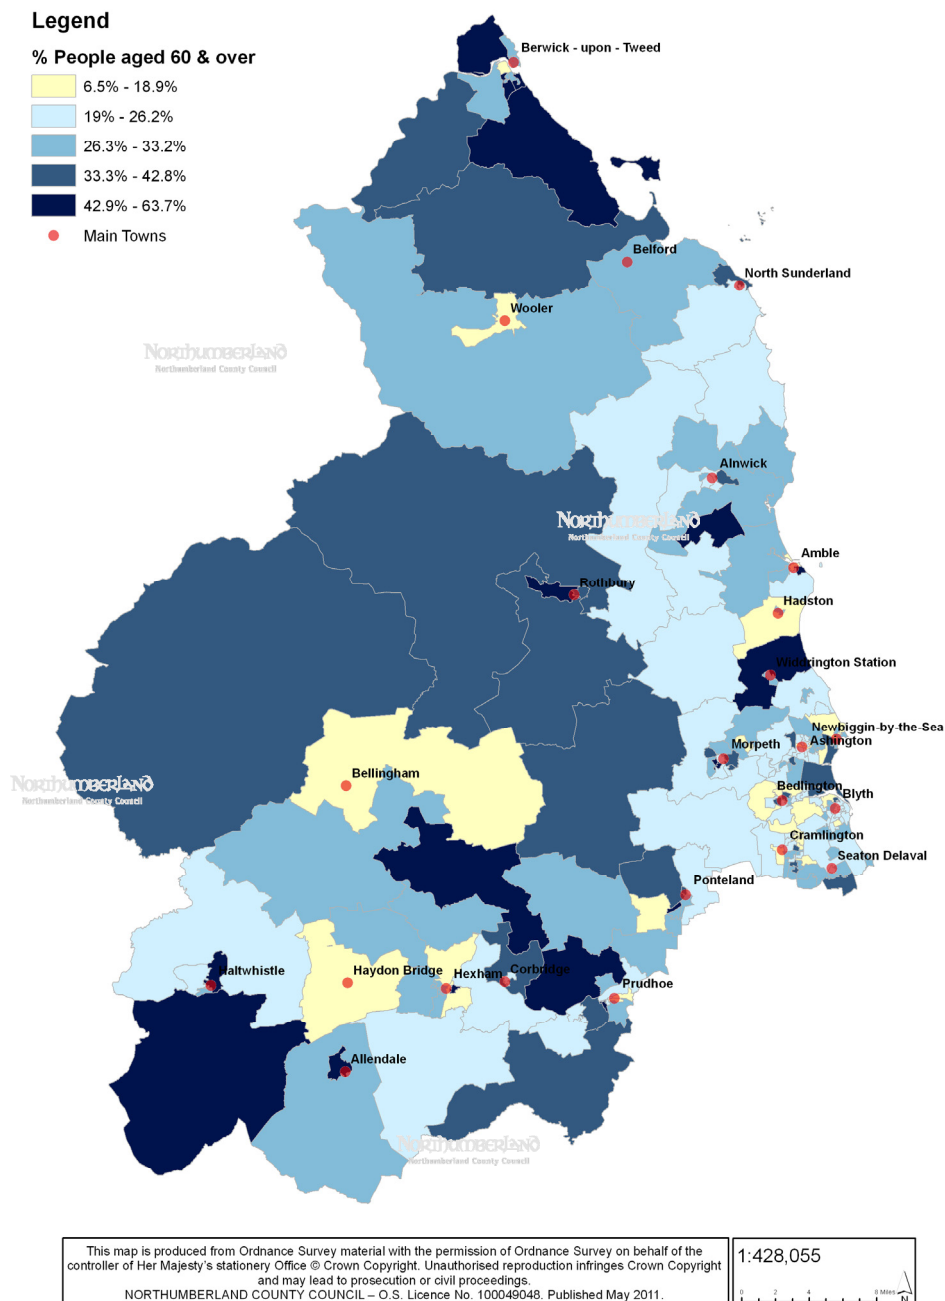 Legend
% People aged 60 & over
6.5% - 18.9%
19% - 26.2%
26.3% - 33.2%
33.3% - 42.8%
42.9% - 63.7%
Main Towns
Berwick - upon - Tweed
Belford
North Sunderland
Wooler
Northumberland
Northumberland County Council
Alnwick
Northumberland
Northumberland County Council
Amble
Rothbury
Hadston
Widdrington Station
Newbiggin-by-the-Sea
Ashington
Morpeth
Bellingham
Northumberland
Northumberland County Council
Bedlington
Blyth
Cramlington
Seaton Delaval
Ponteland
Haltwhistle
Haydon Bridge
Hexham
Corbridge
Prudhoe
Allendale
Northumberland
Northumberland County Council
This map is produced from Ordnance Survey material with the permission of Ordnance Survey on behalf of the
controller of Her Majesty's stationery Office © Crown Copyright. Unauthorised reproduction infringes Crown Copyright
and may lead to prosecution or civil proceedings.
NORTHUMBERLAND COUNTY COUNCIL – O.S. Licence No. 100049048. Published May 2011.
1:428,055
0 2 4 8 Miles
N